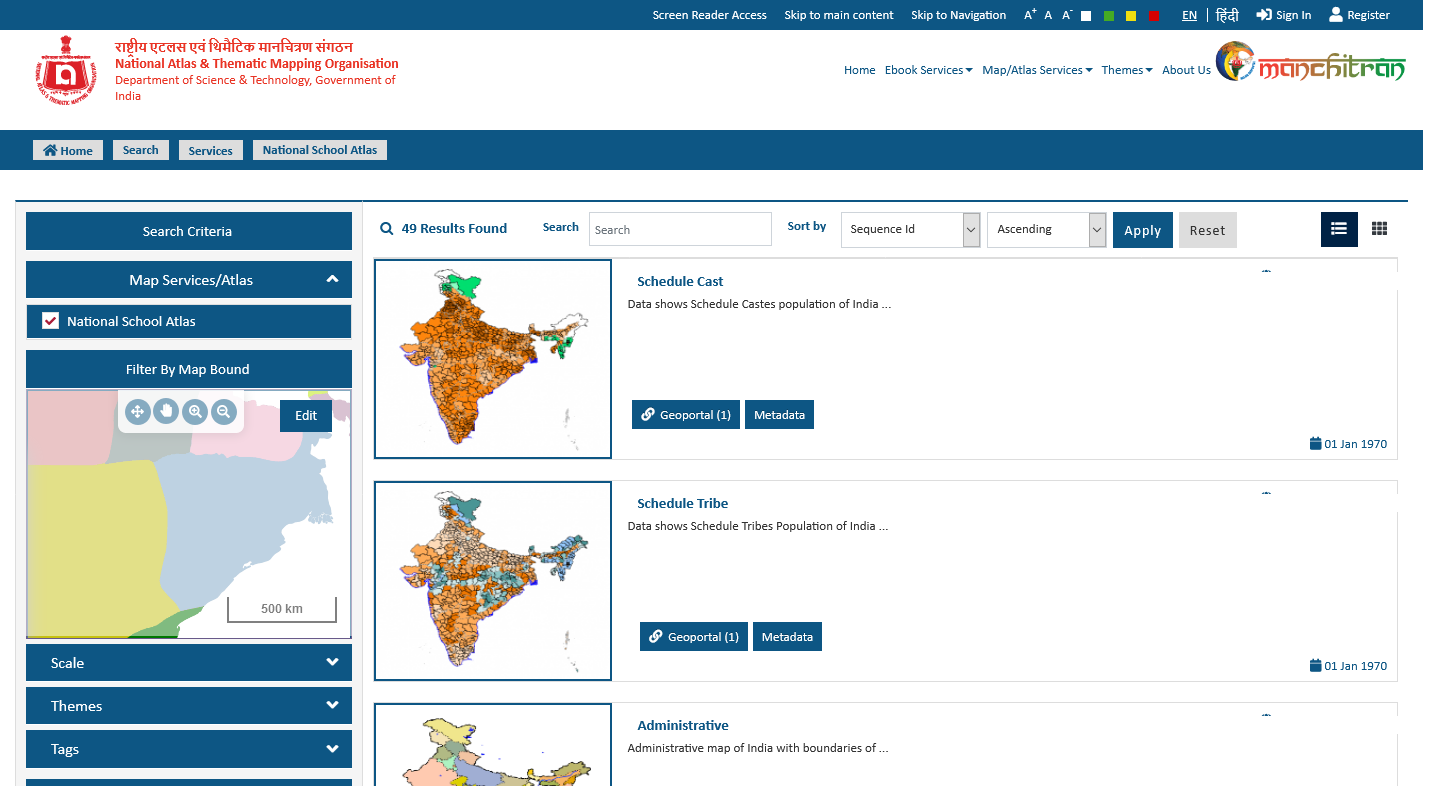 Screen Reader Access Skip to main content Skip to Navigation A+ A A- EN हिंदी Sign In Register
राष्ट्रीय एटलस एवं थिमैटिक मानचित्रण संगठन
National Atlas & Thematic Mapping Organisation
Department of Science & Technology, Government of
India
Home Ebook Services Map/Atlas Services Themes About Us manchitran
Home Search Services National School Atlas
Search Criteria
Map Services/Atlas
National School Atlas
Filter By Map Bound
Edit
500 km
Scale
Themes
Tags
49 Results Found Search Search Sort by Sequence Id Ascending Apply Reset
Schedule Cast
Data shows Schedule Castes population of India ...
Geoportal (1) Metadata
01 Jan 1970
Schedule Tribe
Data shows Schedule Tribes Population of India ...
Geoportal (1) Metadata
01 Jan 1970
Administrative
Administrative map of India with boundaries of ...